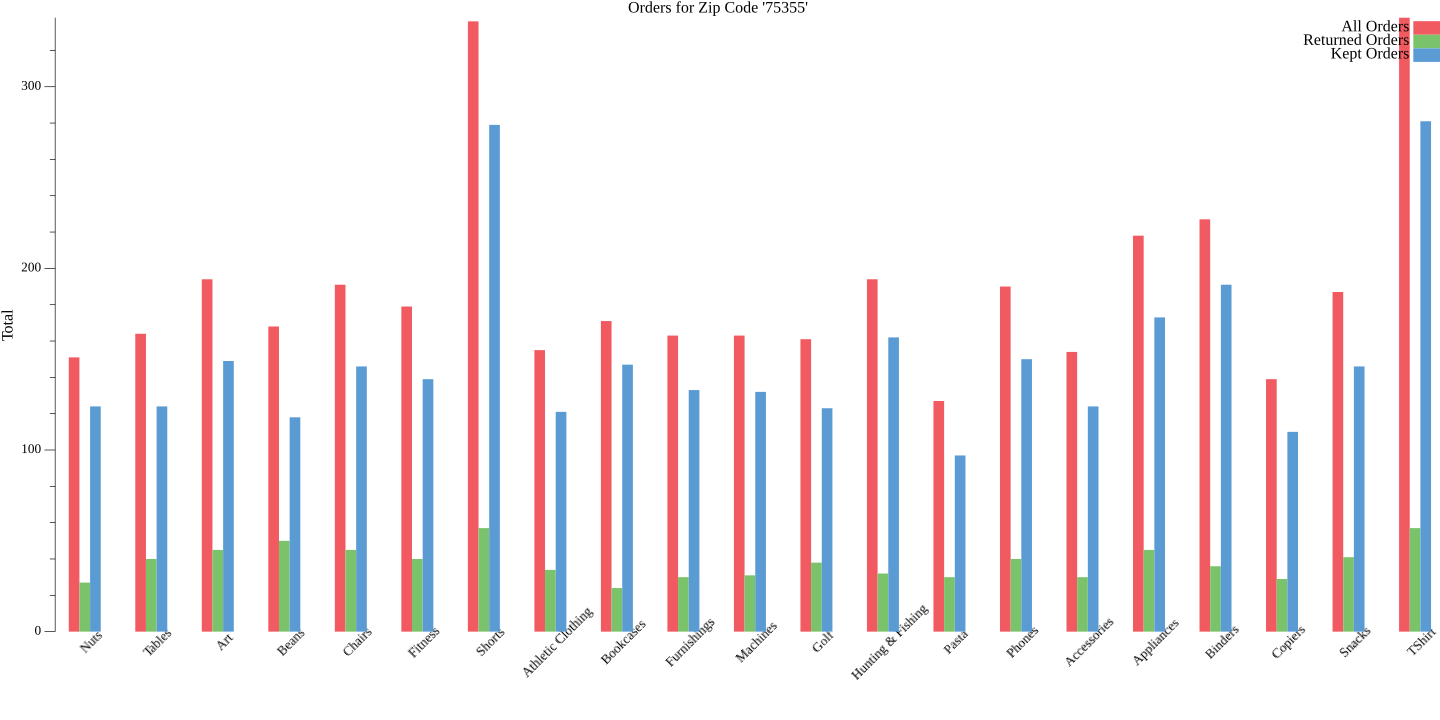 Orders for Zip Code '75355'
All Orders
Returned Orders
Kept Orders
Total
300
200
100
0
Nuts
Tables
Art
Beans
Chairs
Fitness
Shorts
Athletic Clothing
Bookcases
Furnishings
Machines
Golf
Hunting & Fishing
Pasta
Phones
Accessories
Appliances
Binders
Copiers
Snacks
TShirt